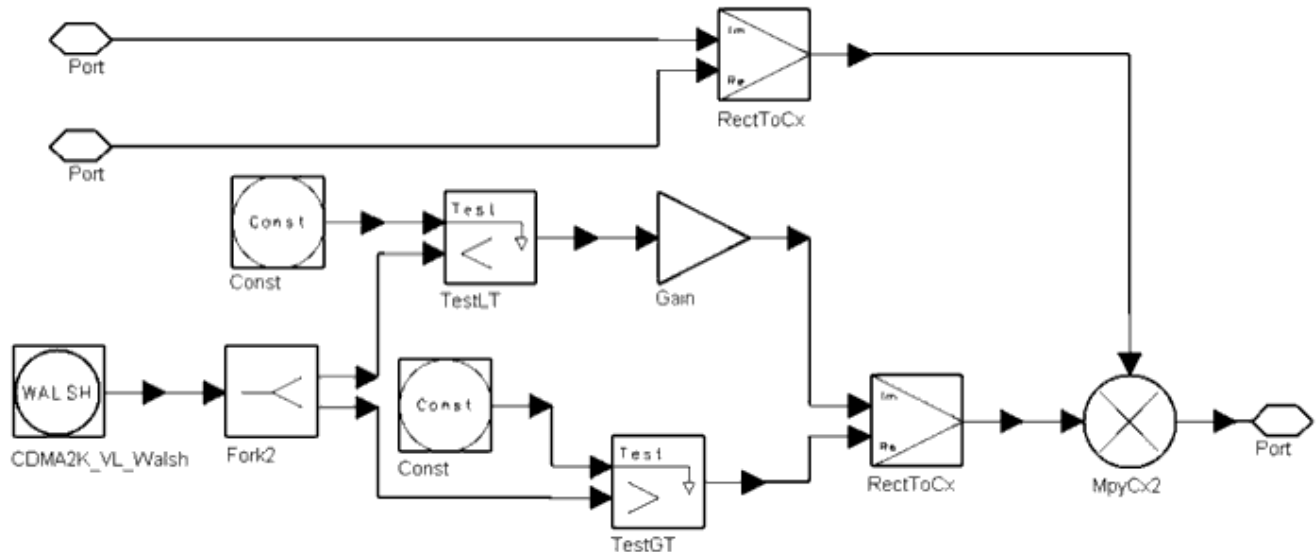 Port
Im
Re
RectToCx
Port
Const
Const
Test
TestLT
Gain
WALSH
CDMA2K_VL_Walsh
Fork2
Const
Const
Test
TestGT
Im
Re
RectToCx
MpyCx2
Port